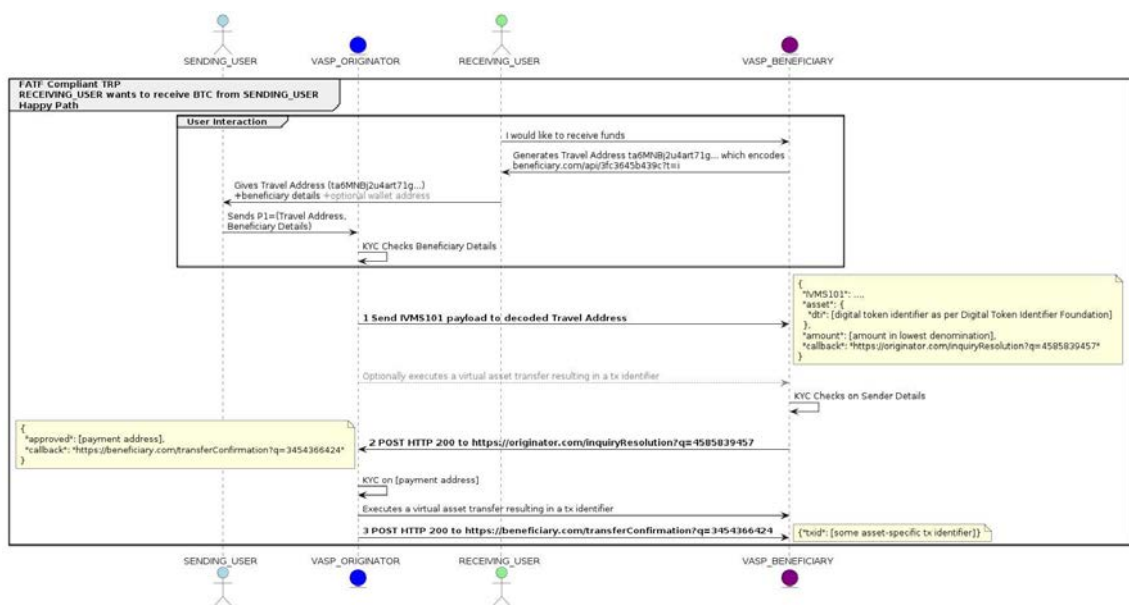 SENDING_USER
VASP_ORIGINATOR
RECEIVING_USER
VASP_BENEFICIARY
FATF Compliant TRP
RECEIVING_USER wants to receive BTC from SENDING_USER
Happy Path
User Interaction
I would like to receive funds
Generates Travel Address ta6MNBj2u4art71g... which encodes
beneficiary.com/api/3fc3645b439c?t=i
Gives Travel Address (ta6MNBj2u4art71g...)
+beneficiary details +optional wallet address
Sends P1=(Travel Address,
Beneficiary Details)
KYC Checks Beneficiary Details
1 Send IVMS101 payload to decoded Travel Address
{
"IVMS101": ...,
"asset": {
"dti": [digital token identifier as per Digital Token Identifier Foundation]
},
"amount": [amount in lowest denomination],
"callback": "https://originator.com/inquiryResolution?q=4585839457"
}
Optionally executes a virtual asset transfer resulting in a tx identifier
KYC Checks on Sender Details
2 POST HTTP 200 to https://originator.com/inquiryResolution?q=4585839457
{
"approved": [payment address],
"callback": "https://beneficiary.com/transferConfirmation?q=3454366424"
}
KYC on [payment address]
Executes a virtual asset transfer resulting in a tx identifier
3 POST HTTP 200 to https://beneficiary.com/transferConfirmation?q=3454366424
{"txid": [some asset-specific tx identifier]}
SENDING_USER
VASP_ORIGINATOR
RECEIVING_USER
VASP_BENEFICIARY